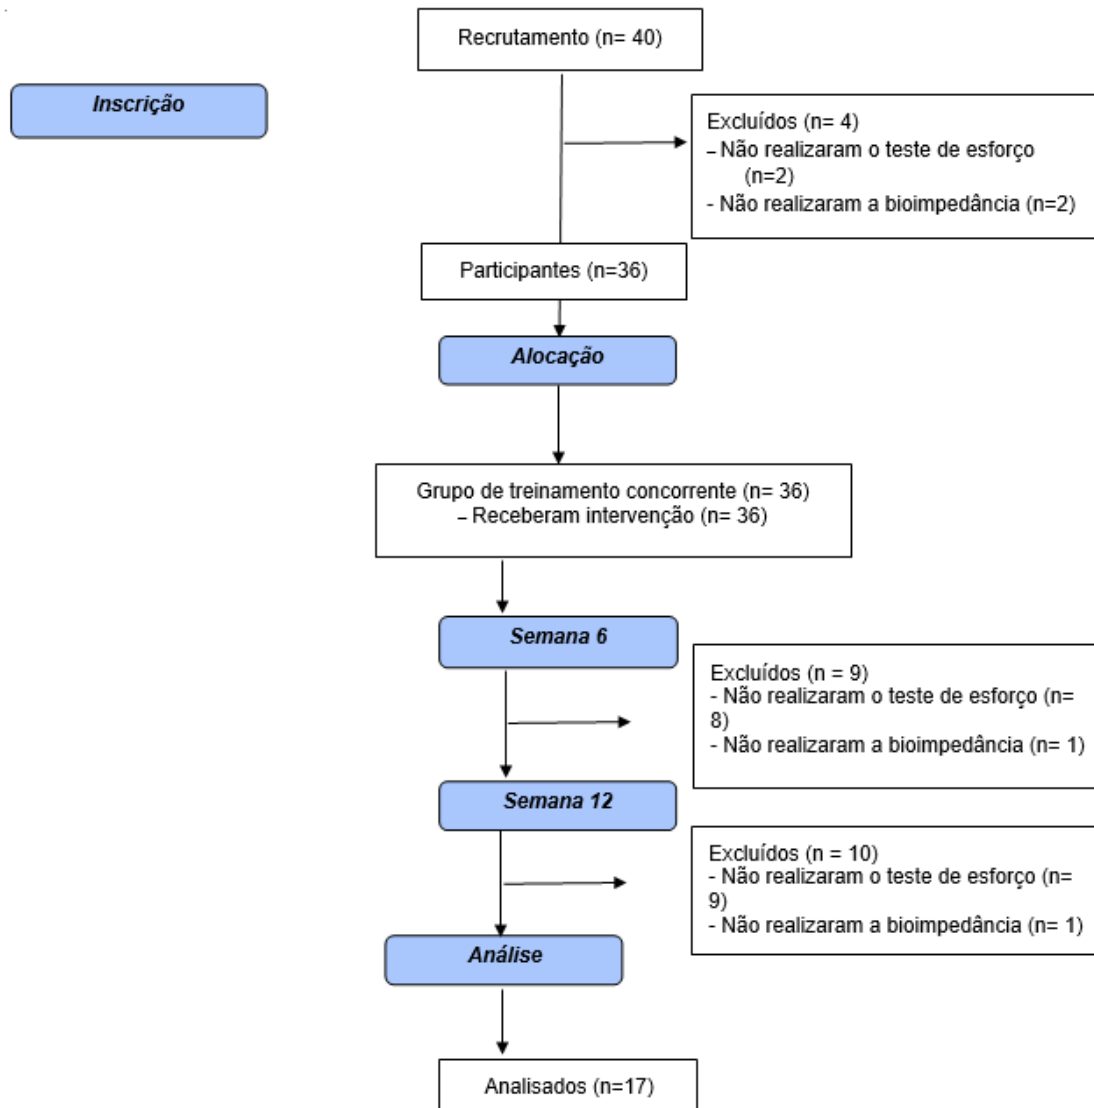 Recrutamento (n= 40)
Inscrição
Excluídos (n= 4)
– Não realizaram o teste de esforço
(n=2)
- Não realizaram a bioimpedância (n=2)
Participantes (n=36)
Alocação
Grupo de treinamento concorrente (n= 36)
– Receberam intervenção (n= 36)
Semana 6
Excluídos (n = 9)
- Não realizaram o teste de esforço (n=
8)
- Não realizaram a bioimpedância (n= 1)
Semana 12
Excluídos (n = 10)
- Não realizaram o teste de esforço (n=
9)
- Não realizaram a bioimpedância (n= 1)
Análise
Analisados (n=17)